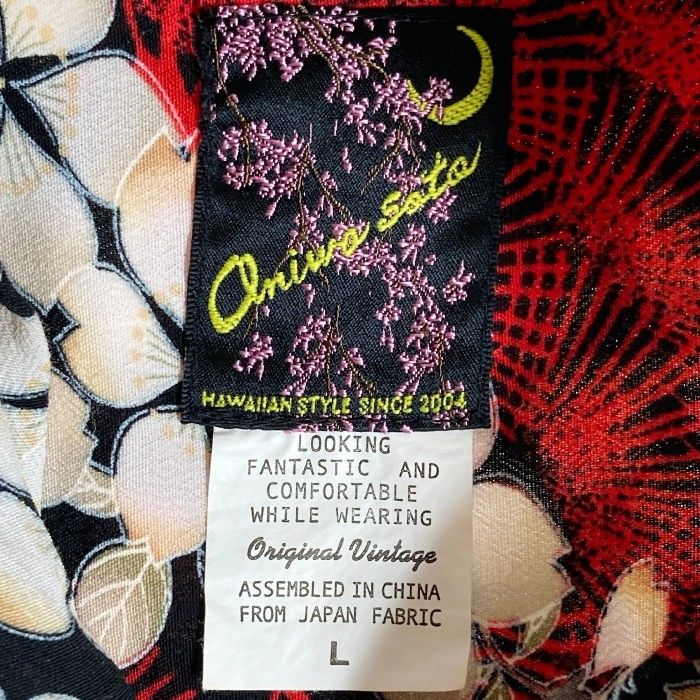 Oniwa Sato
HAWAIIAN STYLE SINCE 2004
LOOKING
FANTASTIC AND
COMFORTABLE
WHILE WEARING
Original Vintage
ASSEMBLED IN CHINA
FROM JAPAN FABRIC
L